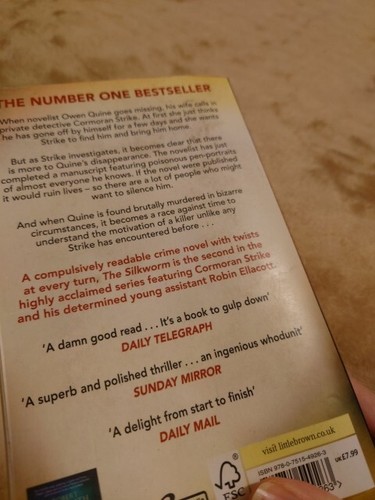 THE NUMBER ONE BESTSELLER
When novelist Owen Quine goes missing, his wife calls in
private detective Cormoran Strike. At first she just thinks
he has gone off by himself for a few days and she wants
Strike to find him and bring him home.
But as Strike investigates, it becomes clear that there
is more to Quine's disappearance. The novelist has just
completed a manuscript featuring poisonous pen-portraits
of almost everyone he knows. If the novel were published
it would ruin lives – so there are a lot of people who might
want to silence him.
And when Quine is found brutally murdered in bizarre
circumstances, it becomes a race against time to
understand the motivation of a killer unlike any
Strike has encountered before . . .
A compulsively readable crime novel with twists
at every turn, The Silkworm is the second in the
highly acclaimed series featuring Cormoran Strike
and his determined young assistant Robin Ellacott.
'A damn good read . . . It's a book to gulp down'
DAILY TELEGRAPH
'A superb and polished thriller . . . an ingenious whodunit'
SUNDAY MIRROR
'A delight from start to finish'
DAILY MAIL
visit littlebrown.co.uk
ISBN 978-0-7515-4926-3
UK £7.99
FSC